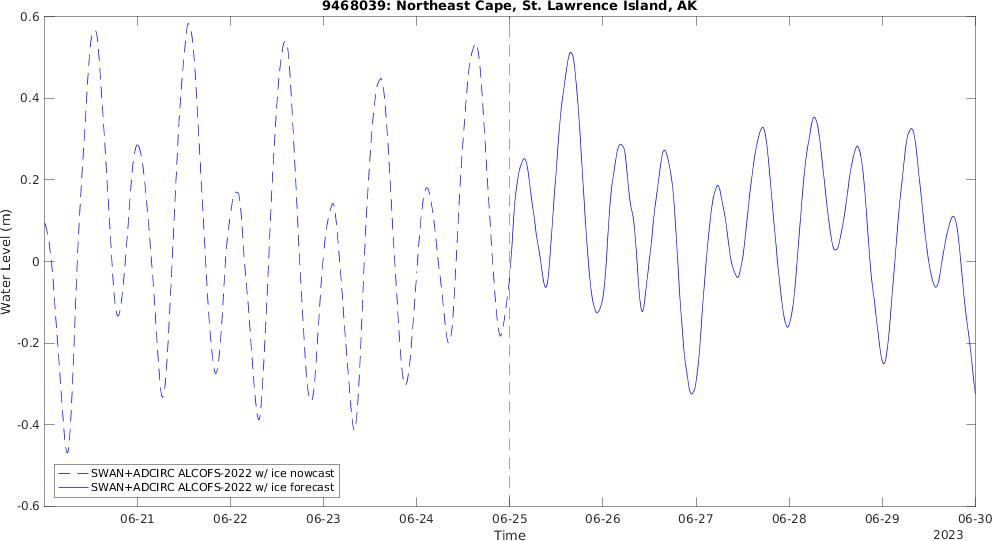 9468039: Northeast Cape, St. Lawrence Island, AK
0.6
0.4
0.2
0
-0.2
-0.4
-0.6
Water Level (m)
SWAN+ADCIRC ALCOFS-2022 w/ ice nowcast
SWAN+ADCIRC ALCOFS-2022 w/ ice forecast
06-21 06-22 06-23 06-24 06-25 06-26 06-27 06-28 06-29 06-30
Time
2023